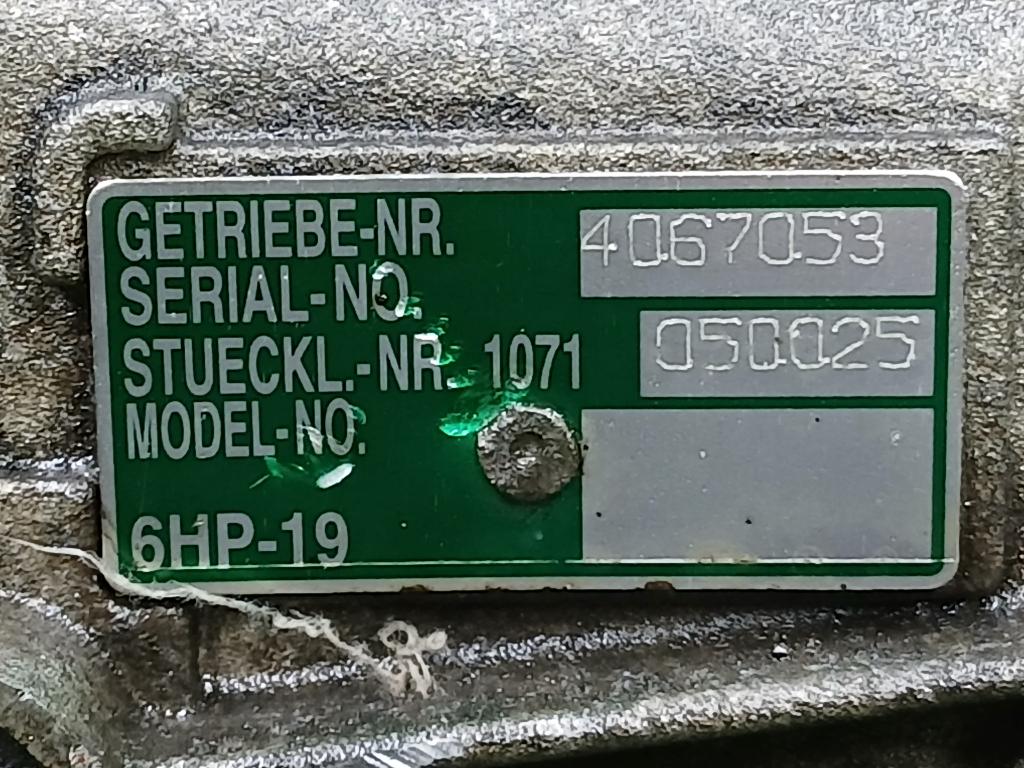 GETRIEBE-NR. 4067053
SERIAL-NO.
STUECKL.-NR. 1071 050025
MODEL-NO.
6HP-19